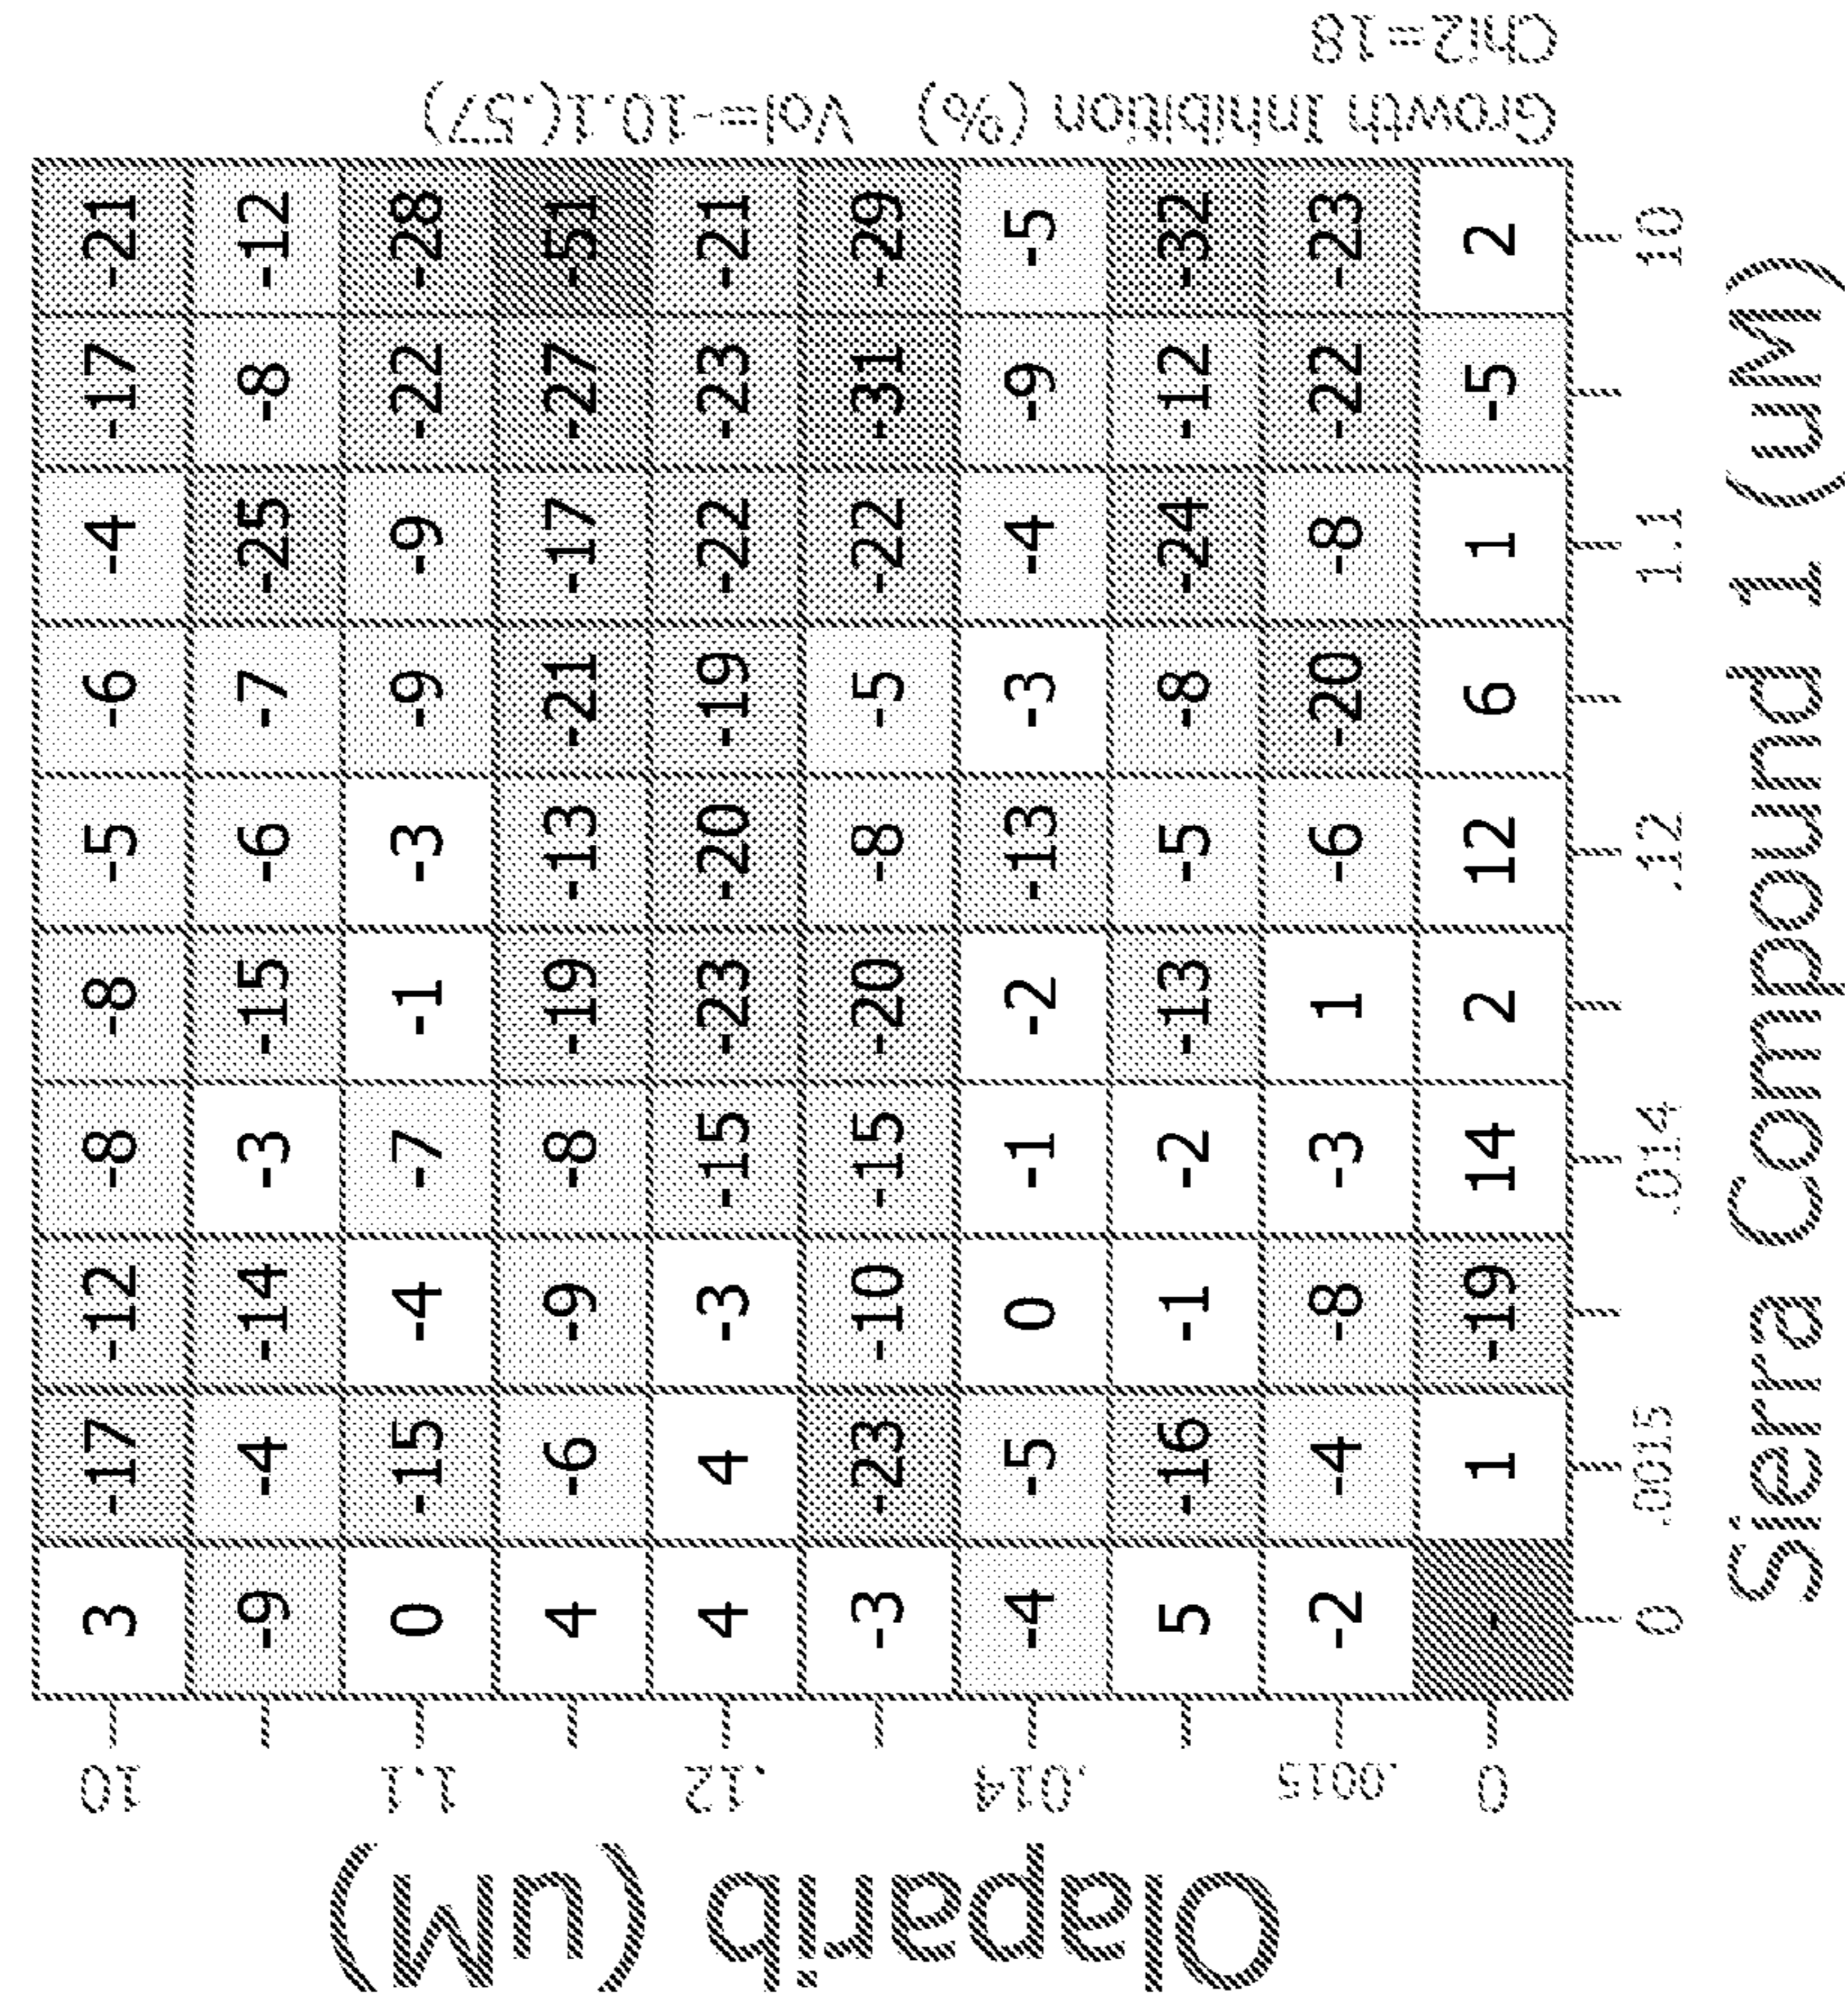 Olaparib (uM)
10
3 -17 -12 -8 -8 -5 -6 -4 -17 -21
-9 -4 -14 -3 -15 -6 -7 -25 -8 -12
1.1
0 -15 -4 -7 -1 -3 -9 -9 -22 -28
4 -6 -9 -8 -19 -13 -21 -17 -27 -51
.12
4 4 -3 -15 -23 -20 -19 -22 -23 -21
-3 -23 -10 -15 -20 -8 -5 -22 -31 -29
.014
-4 -5 0 -1 -2 -13 -3 -4 -9 -5
5 -16 -1 -2 -13 -5 -8 -24 -12 -32
.0015
-2 -4 -8 -3 1 -6 -20 -8 -22 -23
0
- 1 -19 14 2 12 6 1 -5 2
0 .0015 .014 .12 1.1 10
Sierra Compound 1 (uM)
Growth Inhibition (%) Vol=-10.1(.57)
Chi2=18